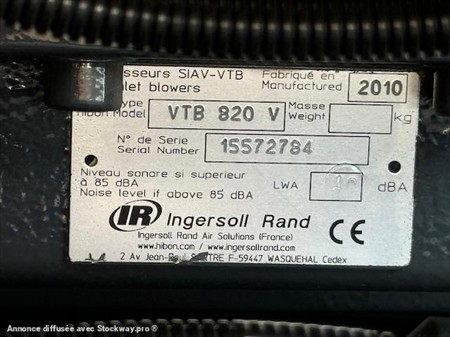 sseurs SIAV-VTB
let blowers
Fabriqué en
Manufactured 2010
type
Hibon Model VTB 820 V
Masse
Weight kg
N° de Serie
Serial Number 15572784
Niveau sonore si superieur
à 85 dBA
Noise level if above 85 dBA
LWA dBA
IR Ingersoll Rand CE
Ingersoll Rand Air Solutions (France)
www.hibon.com / www.ingersollrand.com
2 Av Jean-Paul F-59447 WASQUEHAL Cedex
Annonce diffusée avec Stockway.pro ®